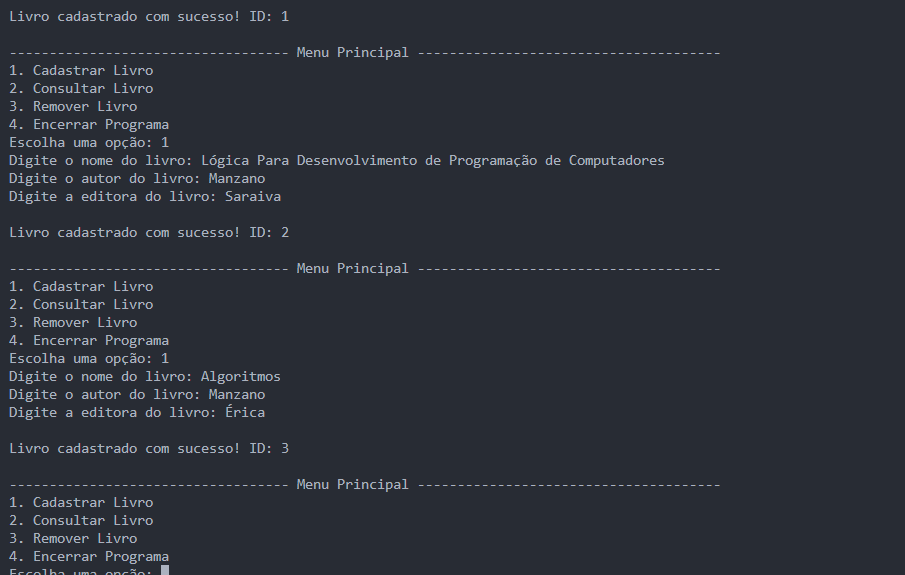 Livro cadastrado com sucesso! ID: 1
----------------------------------- Menu Principal --------------------------------------
1. Cadastrar Livro
2. Consultar Livro
3. Remover Livro
4. Encerrar Programa
Escolha uma opção: 1
Digite o nome do livro: Lógica Para Desenvolvimento de Programação de Computadores
Digite o autor do livro: Manzano
Digite a editora do livro: Saraiva
Livro cadastrado com sucesso! ID: 2
----------------------------------- Menu Principal --------------------------------------
1. Cadastrar Livro
2. Consultar Livro
3. Remover Livro
4. Encerrar Programa
Escolha uma opção: 1
Digite o nome do livro: Algoritmos
Digite o autor do livro: Manzano
Digite a editora do livro: Érica
Livro cadastrado com sucesso! ID: 3
----------------------------------- Menu Principal --------------------------------------
1. Cadastrar Livro
2. Consultar Livro
3. Remover Livro
4. Encerrar Programa
Escolha uma opção: